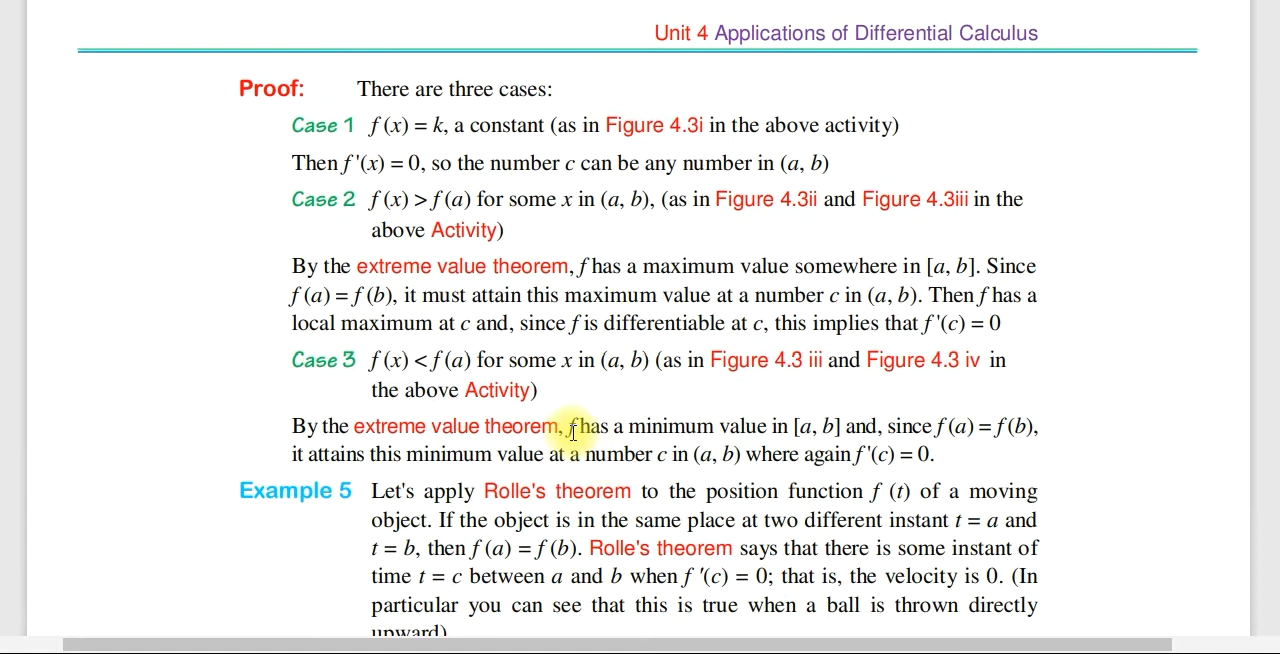 Unit 4 Applications of Differential Calculus
Proof: There are three cases:
Case 1 f (x) = k, a constant (as in Figure 4.3i in the above activity)
Then f '(x) = 0, so the number c can be any number in (a, b)
Case 2 f (x) > f (a) for some x in (a, b), (as in Figure 4.3ii and Figure 4.3iii in the
above Activity)
By the extreme value theorem, f has a maximum value somewhere in [a, b]. Since
f (a) = f (b), it must attain this maximum value at a number c in (a, b). Then f has a
local maximum at c and, since f is differentiable at c, this implies that f '(c) = 0
Case 3 f (x) < f (a) for some x in (a, b) (as in Figure 4.3 iii and Figure 4.3 iv in
the above Activity)
By the extreme value theorem, f has a minimum value in [a, b] and, since f (a) = f (b),
it attains this minimum value at a number c in (a, b) where again f '(c) = 0.
Example 5 Let's apply Rolle's theorem to the position function f (t) of a moving
object. If the object is in the same place at two different instant t = a and
t = b, then f (a) = f (b). Rolle's theorem says that there is some instant of
time t = c between a and b when f '(c) = 0; that is, the velocity is 0. (In
particular you can see that this is true when a ball is thrown directly
upward)